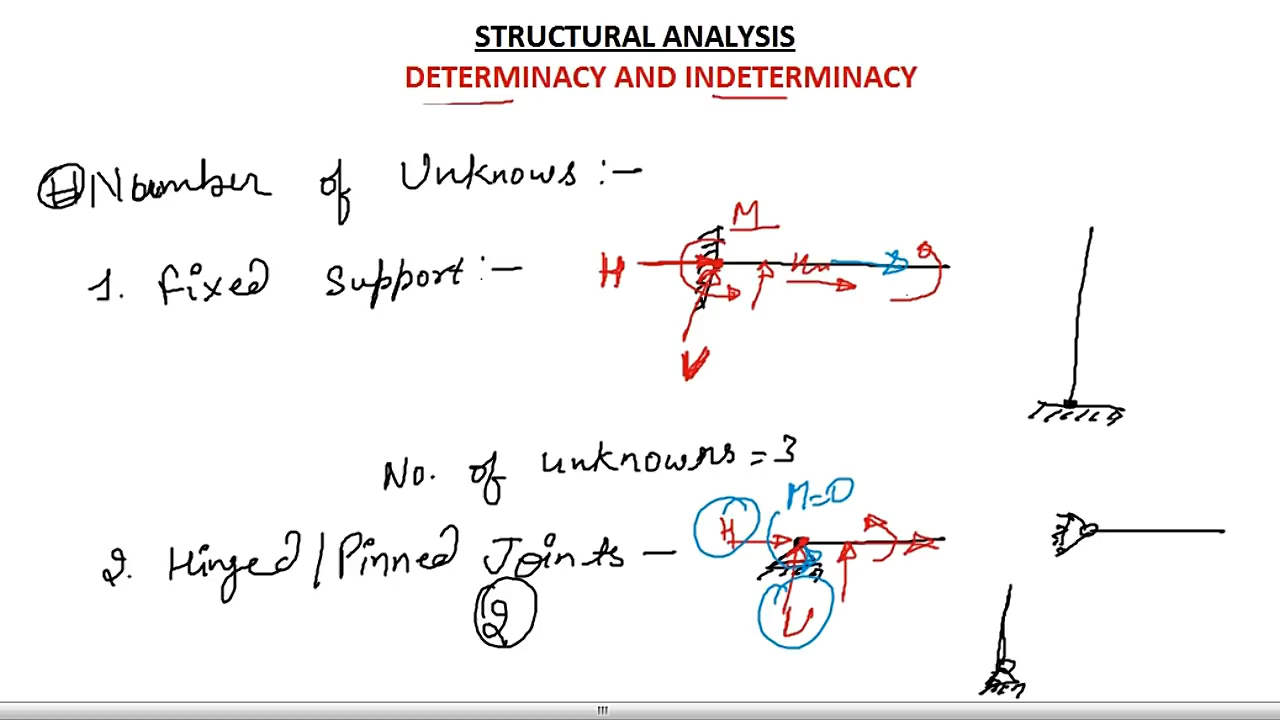 STRUCTURAL ANALYSIS
DETERMINACY AND INDETERMINACY
Number of Unknows :-
M
1. Fixed Support :-
H
θ
V
No. of unknowns = 3
M=0
H
2. Hinged / Pinned Joints -
2
V